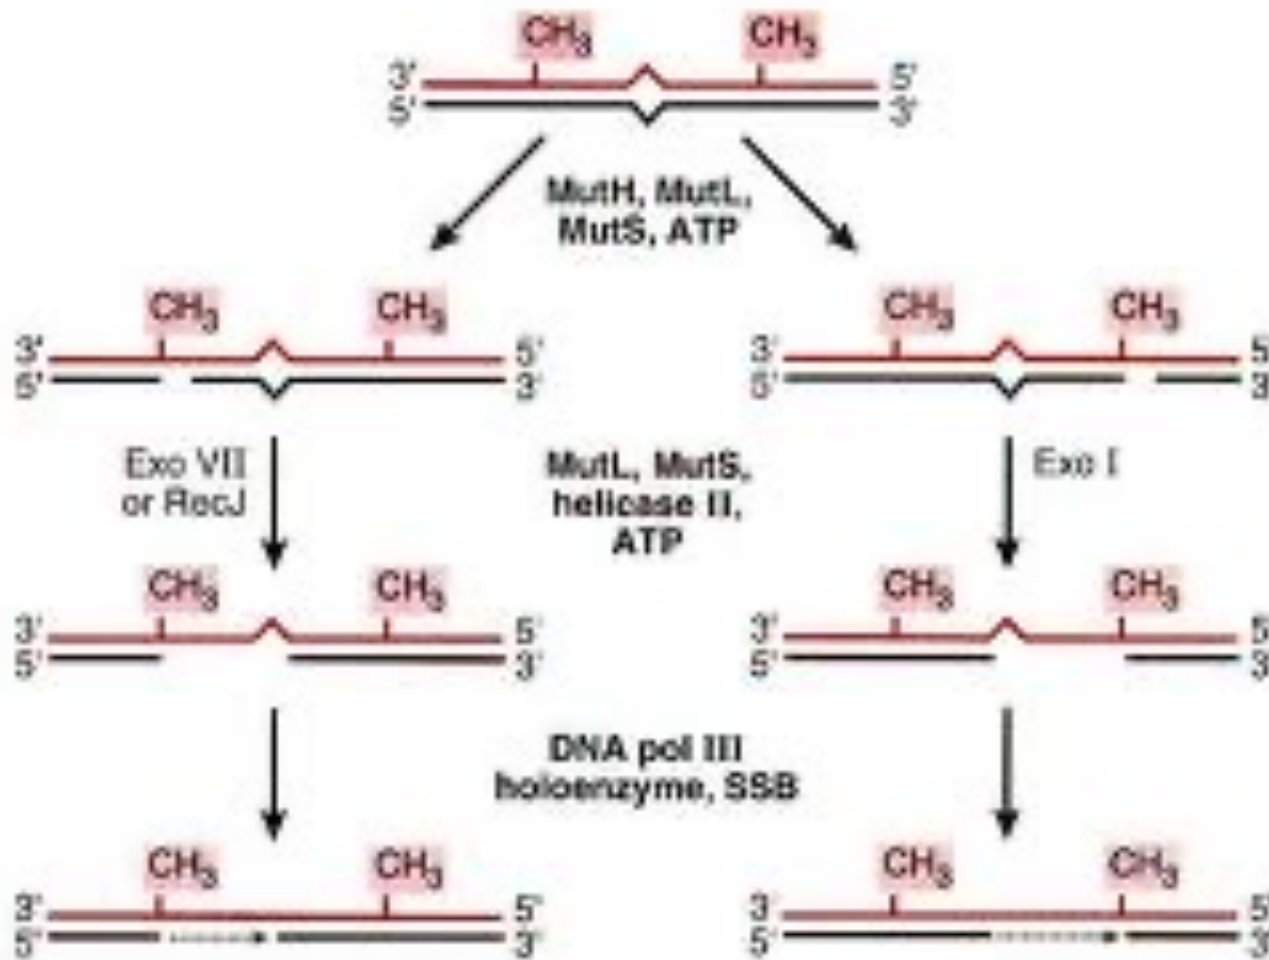 CH3 CH3
3' 5'
5' 3'
MutH, MutL,
MutS, ATP
CH3 CH3 CH3 CH3
3' 5' 3' 5'
5' 3' 5' 3'
Exo VII
or RecJ
MutL, MutS,
helicase II,
ATP
Exo I
CH3 CH3 CH3 CH3
3' 5' 3' 5'
5' 3' 5' 3'
DNA pol III
holoenzyme, SSB
CH3 CH3 CH3 CH3
3' 5' 3' 5'
5' 3' 5' 3'